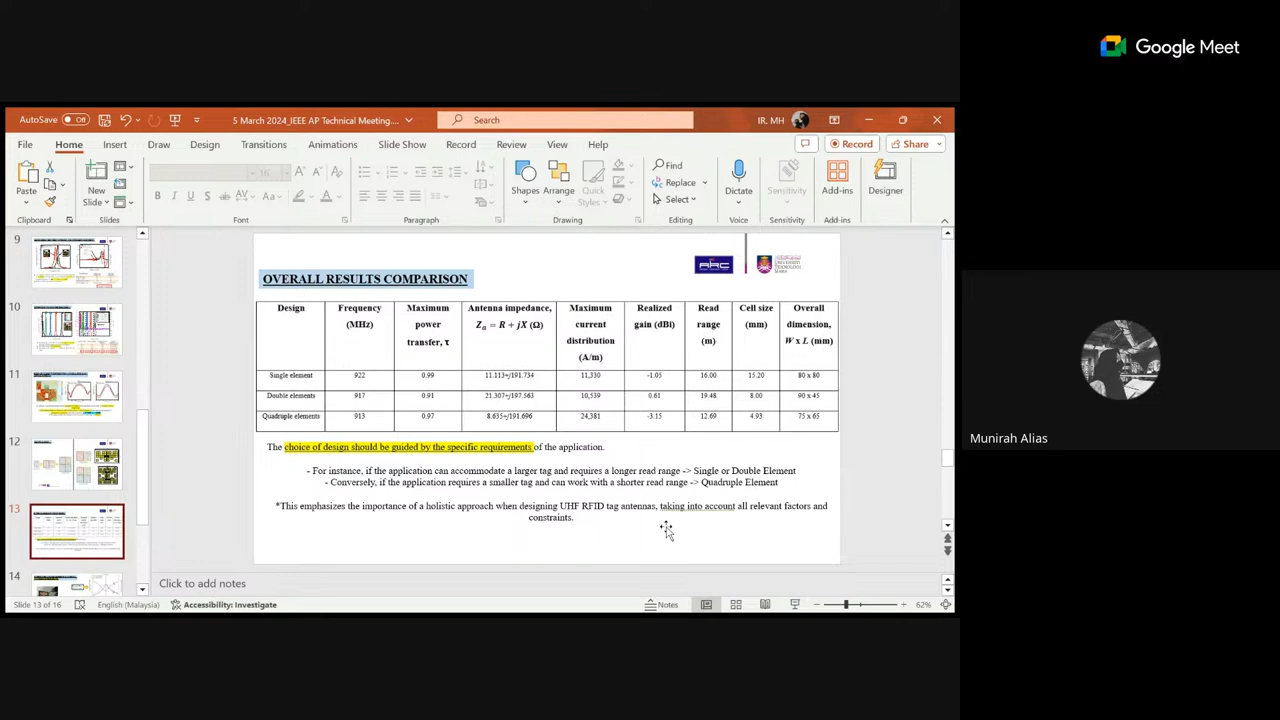 Google Meet
AutoSave
Off
5 March 2024_IEEE AP Technical Meeting....
Search
IR. MH
File
Home
Insert
Draw
Design
Transitions
Animations
Slide Show
Record
Review
View
Help
Record
Share
Paste
New
Slide
16
Shapes
Arrange
Quick
Styles
Find
Replace
Select
Dictate
Sensitivity
Add-ins
Designer
Clipboard
Slides
Font
Paragraph
Drawing
Editing
Voice
Sensitivity
Add-ins
9
10
11
12
13
14
OVERALL RESULTS COMPARISON
Design Frequency (MHz) Maximum power transfer, τ Antenna impedance, Zₐ = R + jX (Ω) Maximum current distribution (A/m) Realized gain (dBi) Read range (m) Cell size (mm) Overall dimension, W x L (mm)
Single element 922 0.99 11.113+j191.734 11,330 -1.05 16.00 15.20 80 x 80
Double elements 917 0.91 21.307+j197.563 10,539 0.61 19.48 8.00 90 x 45
Quadruple elements 913 0.97 8.635+j191.696 24,381 -3.15 12.69 4.93 75 x 65
The choice of design should be guided by the specific requirements of the application.
- For instance, if the application can accommodate a larger tag and requires a longer read range -> Single or Double Element
- Conversely, if the application requires a smaller tag and can work with a shorter read range -> Quadruple Element
*This emphasizes the importance of a holistic approach when designing UHF RFID tag antennas, taking into account all relevant factors and
constraints.
Click to add notes
Slide 13 of 16
English (Malaysia)
Accessibility: Investigate
Notes
62%
Munirah Alias